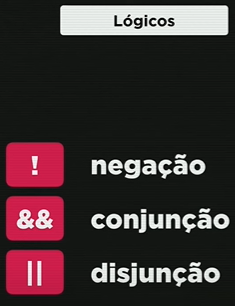 Lógicos
! negação
&& conjunção
|| disjunção